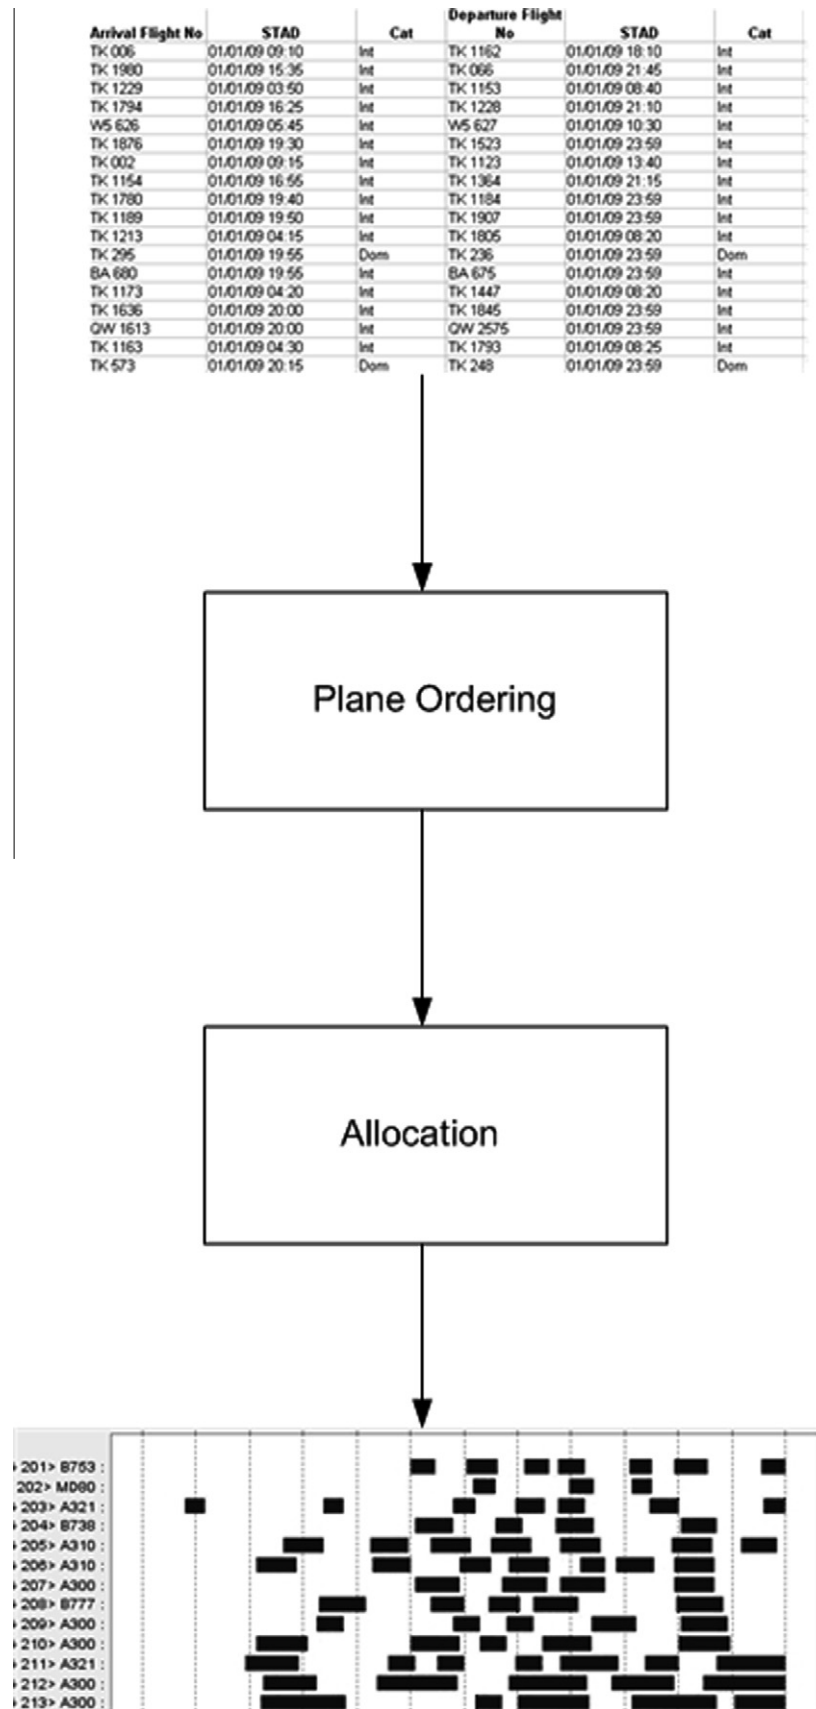 Departure Flight
Arrival Flight No STAD Cat No STAD Cat
TK 006 01/01/09 09:10 Int TK 1162 01/01/09 18:10 Int
TK 1980 01/01/09 15:35 Int TK 066 01/01/09 21:45 Int
TK 1229 01/01/09 03:50 Int TK 1153 01/01/09 08:40 Int
TK 1794 01/01/09 16:25 Int TK 1228 01/01/09 21:10 Int
W5 626 01/01/09 05:45 Int W5 627 01/01/09 10:30 Int
TK 1876 01/01/09 19:30 Int TK 1523 01/01/09 23:59 Int
TK 002 01/01/09 09:15 Int TK 1123 01/01/09 13:40 Int
TK 1154 01/01/09 16:55 Int TK 1364 01/01/09 21:15 Int
TK 1780 01/01/09 19:40 Int TK 1184 01/01/09 23:59 Int
TK 1189 01/01/09 19:50 Int TK 1907 01/01/09 23:59 Int
TK 1213 01/01/09 04:15 Int TK 1805 01/01/09 08:20 Int
TK 295 01/01/09 19:55 Dom TK 236 01/01/09 23:59 Dom
BA 680 01/01/09 19:55 Int BA 675 01/01/09 23:59 Int
TK 1173 01/01/09 04:20 Int TK 1447 01/01/09 08:20 Int
TK 1636 01/01/09 20:00 Int TK 1845 01/01/09 23:59 Int
QW 1613 01/01/09 20:00 Int QW 2575 01/01/09 23:59 Int
TK 1163 01/01/09 04:30 Int TK 1793 01/01/09 08:25 Int
TK 573 01/01/09 20:15 Dom TK 248 01/01/09 23:59 Dom
Plane Ordering
Allocation
201> B753 :
202> MD80 :
203> A321 :
204> B738 :
205> A310 :
206> A310 :
207> A300 :
208> B777 :
209> A300 :
210> A300 :
211> A321 :
212> A300 :
213> A300 :